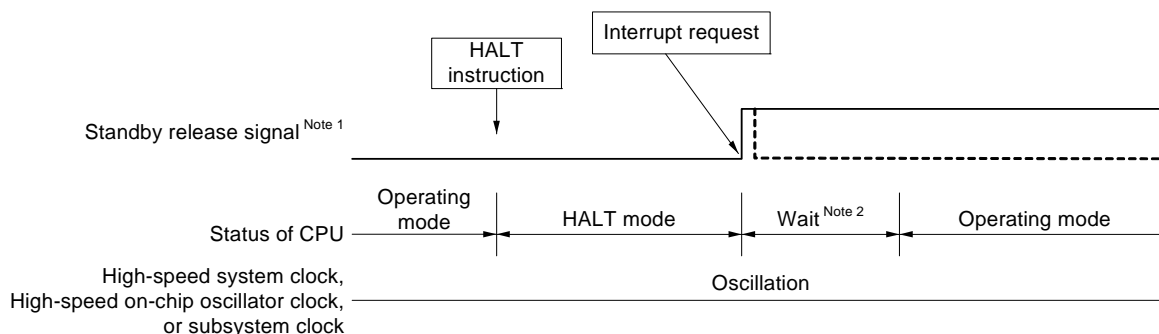 Interrupt request
HALT
instruction
Standby release signal Note 1
Operating
mode
HALT mode
Wait Note 2
Operating mode
Status of CPU
High-speed system clock,
High-speed on-chip oscillator clock,
or subsystem clock
Oscillation